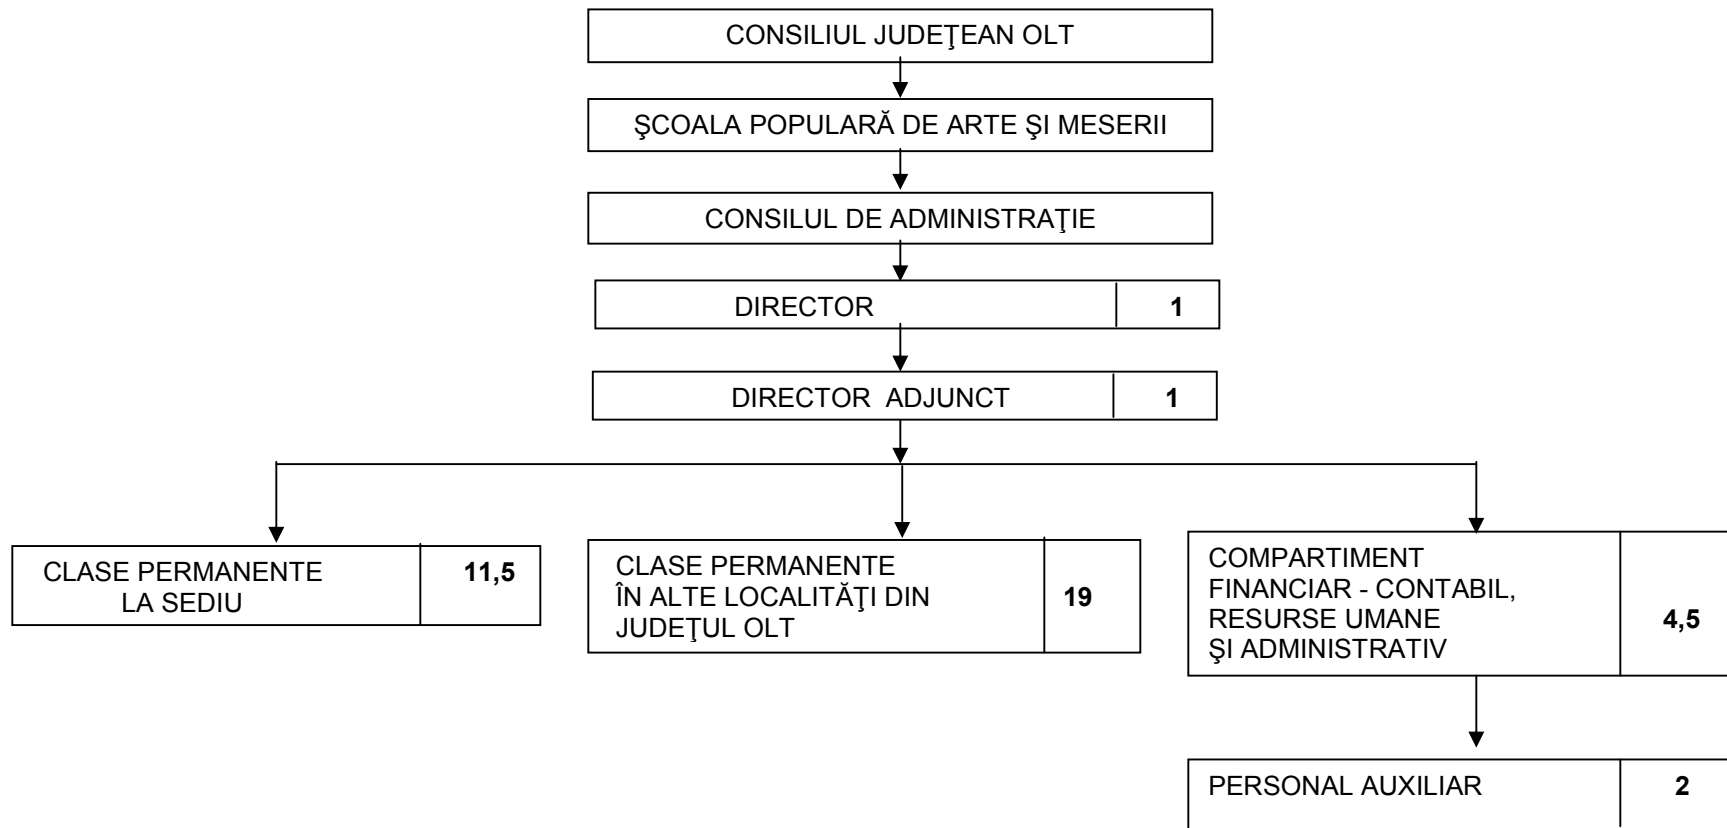 CONSILIUL JUDEŢEAN OLT
ŞCOALA POPULARĂ DE ARTE ŞI MESERII
CONSILUL DE ADMINISTRAŢIE
DIRECTOR 1
DIRECTOR ADJUNCT 1
CLASE PERMANENTE 11,5
LA SEDIU
CLASE PERMANENTE
ÎN ALTE LOCALITĂŢI DIN 19
JUDEŢUL OLT
COMPARTIMENT
FINANCIAR - CONTABIL,
RESURSE UMANE 4,5
ŞI ADMINISTRATIV
PERSONAL AUXILIAR 2